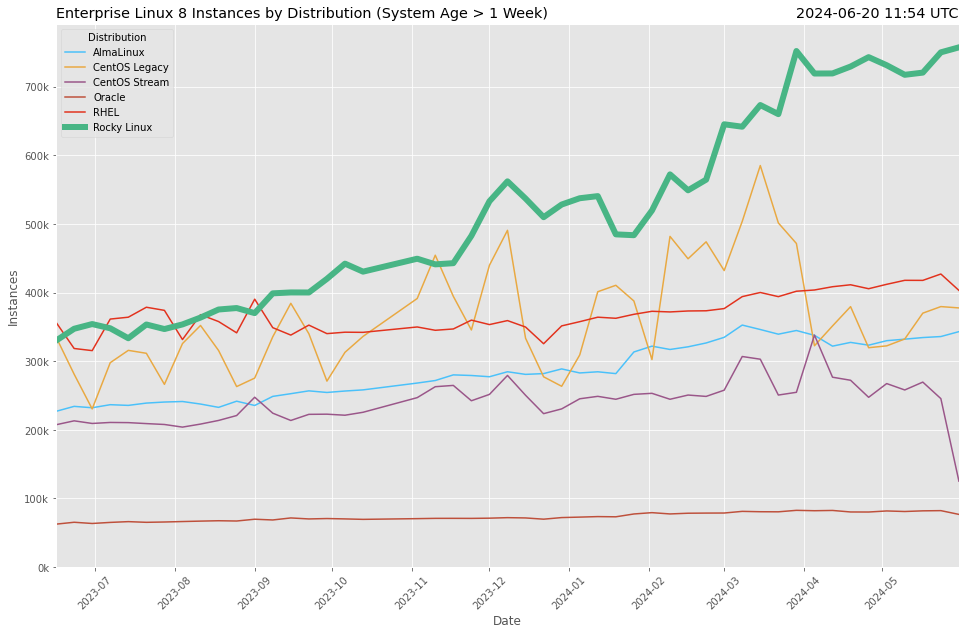 Enterprise Linux 8 Instances by Distribution (System Age > 1 Week)
2024-06-20 11:54 UTC
Distribution
AlmaLinux
CentOS Legacy
CentOS Stream
Oracle
RHEL
Rocky Linux
Instances
700k
600k
500k
400k
300k
200k
100k
0k
2023-07
2023-08
2023-09
2023-10
2023-11
2023-12
2024-01
2024-02
2024-03
2024-04
2024-05
Date